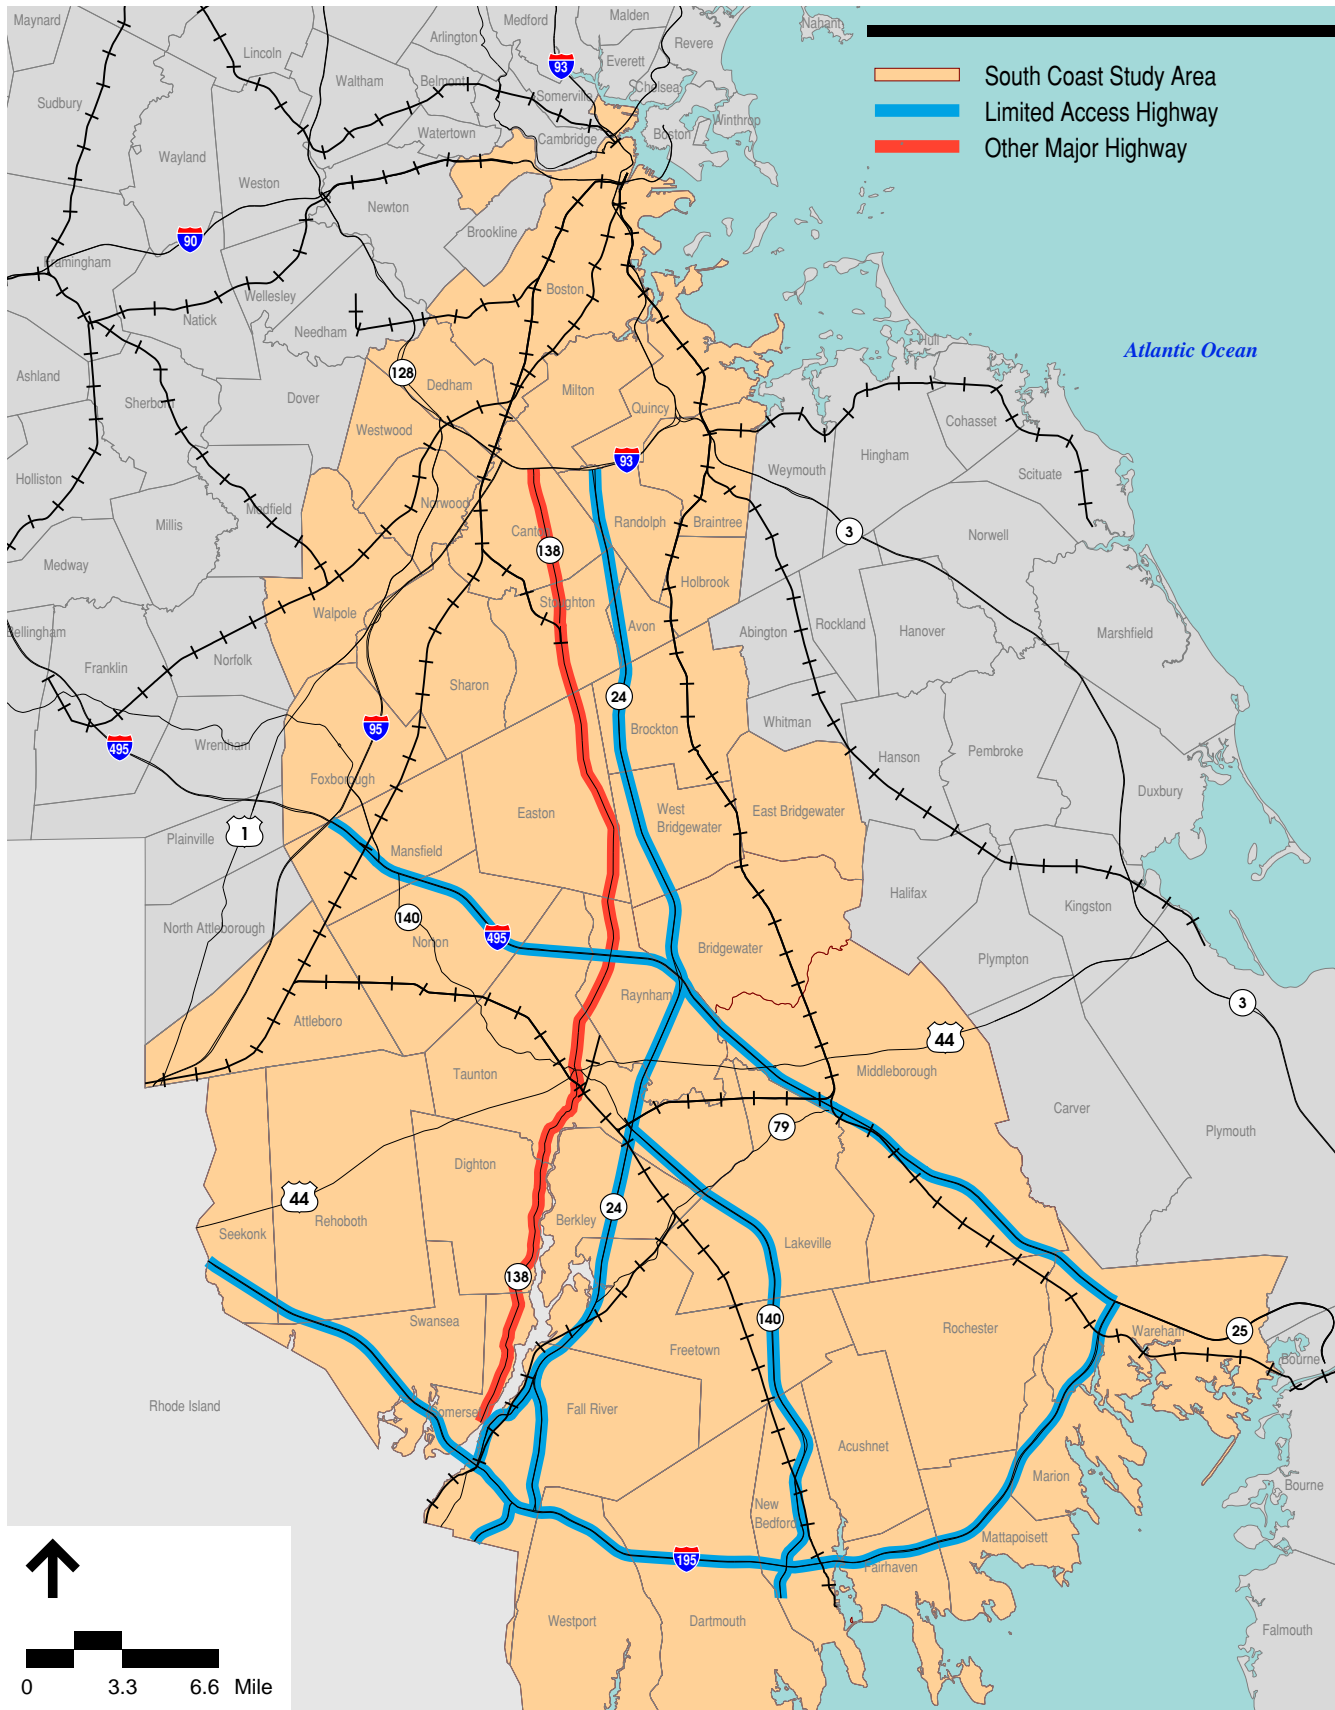 Maynard
Medford
Malden
Nahant
Arlington
Revere
Lincoln
Everett
93
Waltham
Belmont
Chelsea
Somerville
South Coast Study Area
Sudbury
Limited Access Highway
Winthrop
Watertown
Cambridge
Boston
Other Major Highway
Wayland
Weston
Newton
Brookline
90
Framingham
Wellesley
Boston
Natick
Needham
Hull
Atlantic Ocean
Ashland
128
Dedham
Milton
Sherborn
Dover
Quincy
Westwood
Cohasset
Hingham
93
Weymouth
Scituate
Holliston
Norwood
Medfield
Millis
Canton
Randolph
Braintree
3
Norwell
138
Medway
Holbrook
Stoughton
Walpole
Avon
Rockland
Bellingham
Abington
Hanover
Marshfield
Franklin
Norfolk
Sharon
24
95
Whitman
Brockton
495
Wrentham
Hanson
Pembroke
Foxborough
Duxbury
Easton
West
Bridgewater
East Bridgewater
1
Plainville
Mansfield
Halifax
Kingston
140
North Attleborough
Norton
495
Bridgewater
Plympton
Raynham
3
Attleboro
44
Taunton
Middleborough
Carver
79
Plymouth
Dighton
44
24
Rehoboth
Berkley
Seekonk
Lakeville
138
140
Swansea
Rochester
25
Wareham
Freetown
Bourne
Rhode Island
Somerset
Fall River
Acushnet
Marion
Bourne
New
Bedford
Mattapoisett
195
Fairhaven
Westport
Dartmouth
Falmouth
0 3.3 6.6 Mile